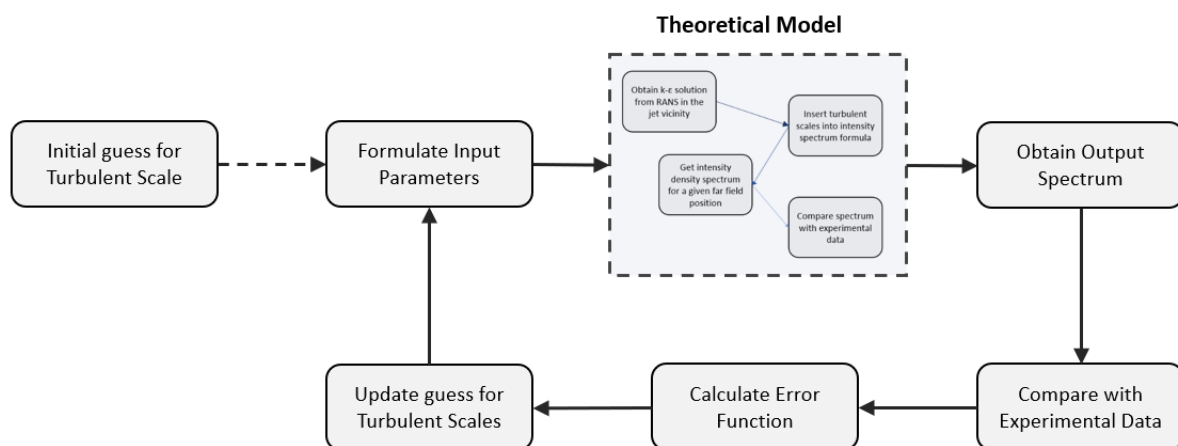 Theoretical Model
Initial guess for
Turbulent Scale
Formulate Input
Parameters
Obtain k-ε solution
from RANS in the
jet vicinity
Insert turbulent
scales into intensity
spectrum formula
Get intensity
density spectrum
for a given far field
position
Compare spectrum
with experimental
data
Obtain Output
Spectrum
Update guess for
Turbulent Scales
Calculate Error
Function
Compare with
Experimental Data